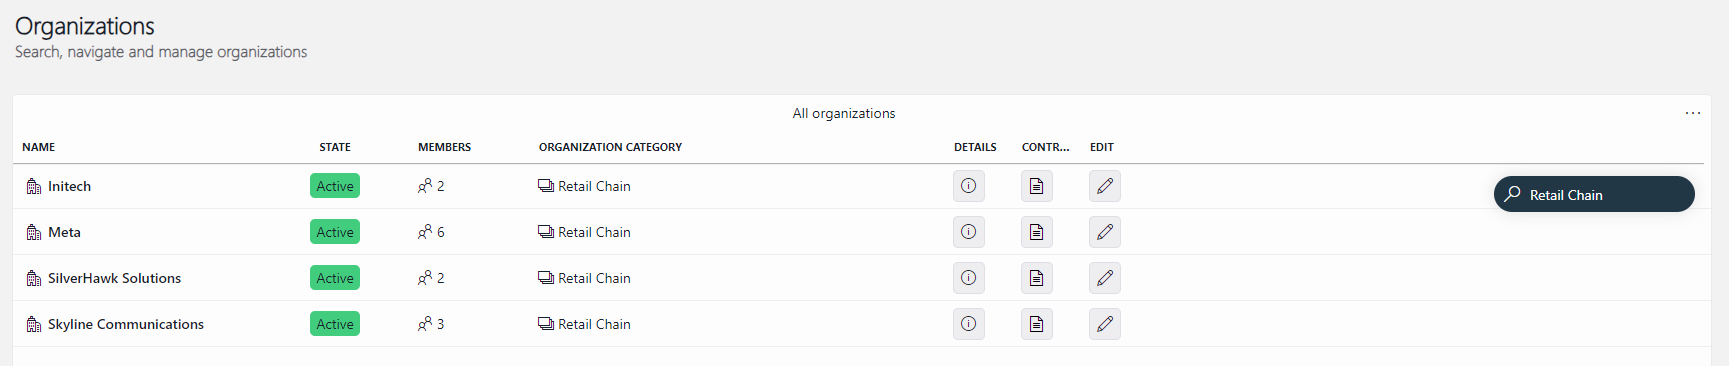 Organizations
Search, navigate and manage organizations
All organizations
NAME STATE MEMBERS ORGANIZATION CATEGORY DETAILS CONTR... EDIT
Initech Active 2 Retail Chain
Retail Chain
Meta Active 6 Retail Chain
SilverHawk Solutions Active 2 Retail Chain
Skyline Communications Active 3 Retail Chain